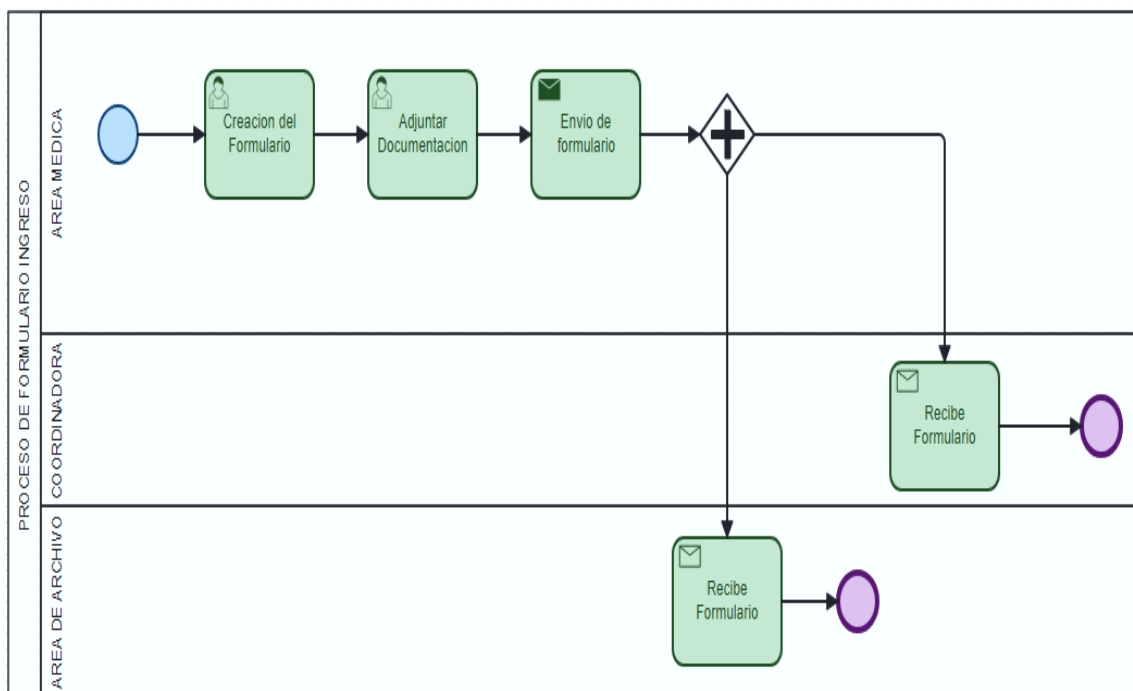 PROCESO DE FORMULARIO INGRESO
AREA MEDICA
Creacion del
Formulario
Adjuntar
Documentacion
Envio de
formulario
COORDINADORA
Recibe
Formulario
AREA DE ARCHIVO
Recibe
Formulario